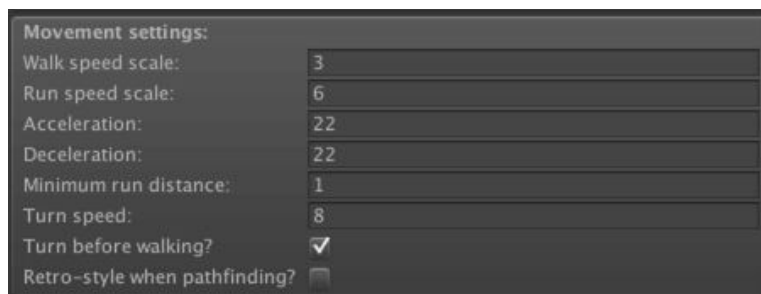 Movement settings:
Walk speed scale: 3
Run speed scale: 6
Acceleration: 22
Deceleration: 22
Minimum run distance: 1
Turn speed: 8
Turn before walking?
Retro-style when pathfinding?